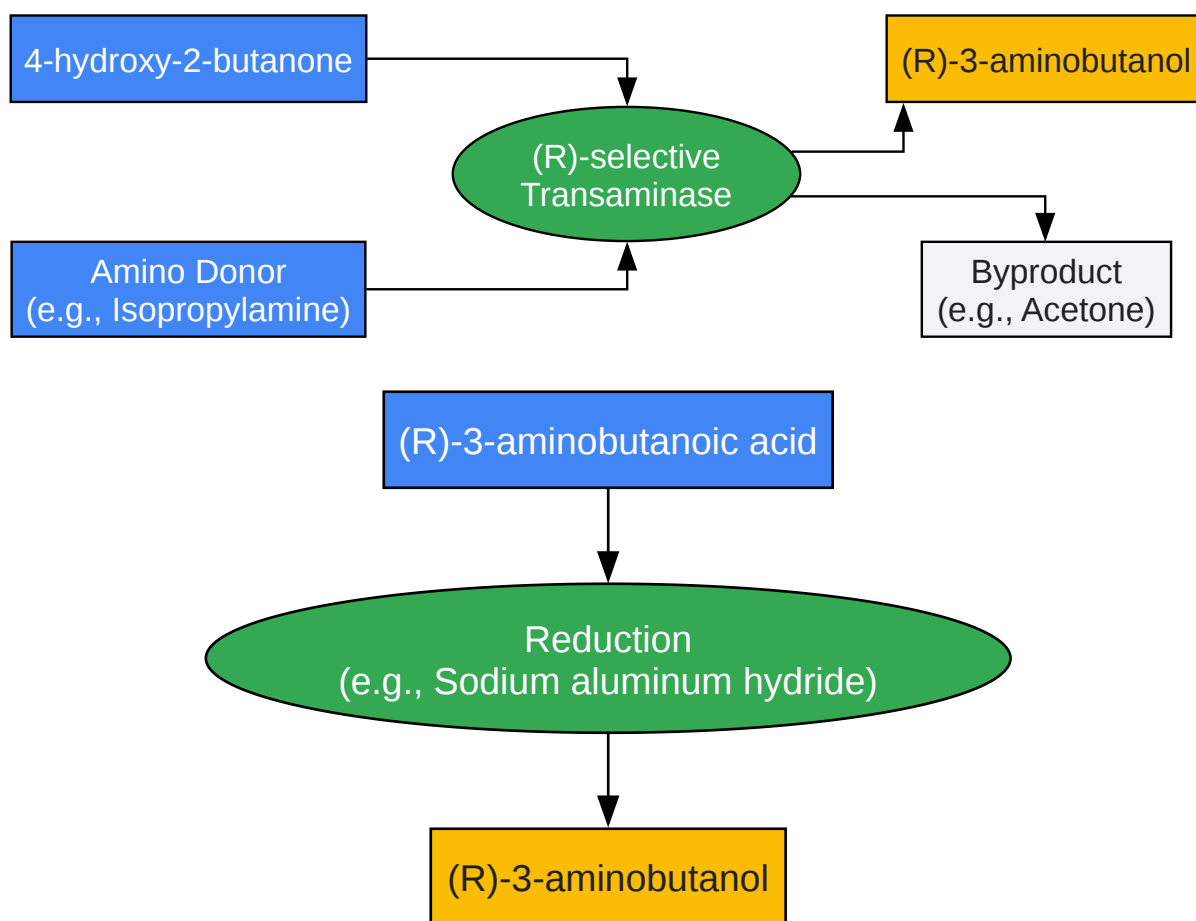 4-hydroxy-2-butanone
(R)-3-aminobutanol
(R)-selective
Transaminase
Amino Donor
(e.g., Isopropylamine)
Byproduct
(e.g., Acetone)
(R)-3-aminobutanoic acid
Reduction
(e.g., Sodium aluminum hydride)
(R)-3-aminobutanol